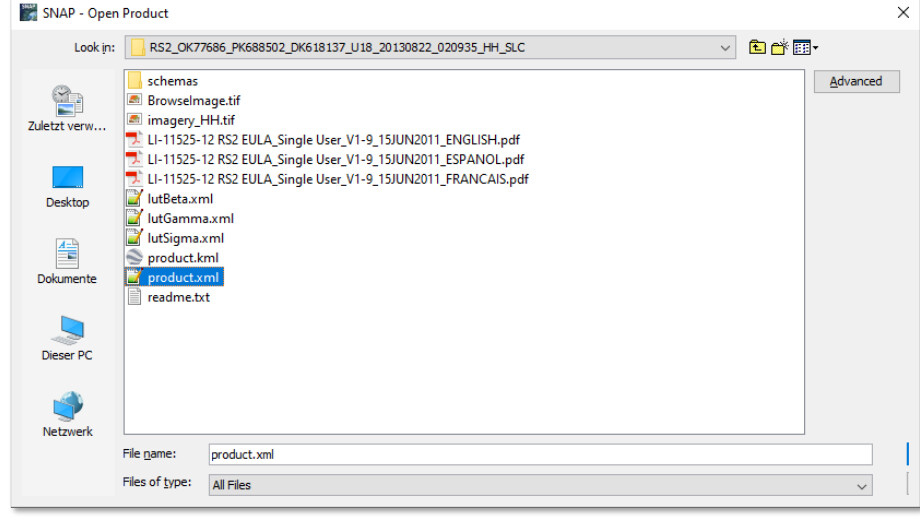 SNAP - Open Product
Look in: RS2_OK77686_PK688502_DK618137_U18_20130822_020935_HH_SLC
Advanced
Zuletzt verw...
Desktop
Dokumente
Dieser PC
Netzwerk
schemas
BrowseImage.tif
imagery_HH.tif
LI-11525-12 RS2 EULA_Single User_V1-9_15JUN2011_ENGLISH.pdf
LI-11525-12 RS2 EULA_Single User_V1-9_15JUN2011_ESPANOL.pdf
LI-11525-12 RS2 EULA_Single User_V1-9_15JUN2011_FRANCAIS.pdf
lutBeta.xml
lutGamma.xml
lutSigma.xml
product.kml
product.xml
readme.txt
File name: product.xml
Files of type: All Files